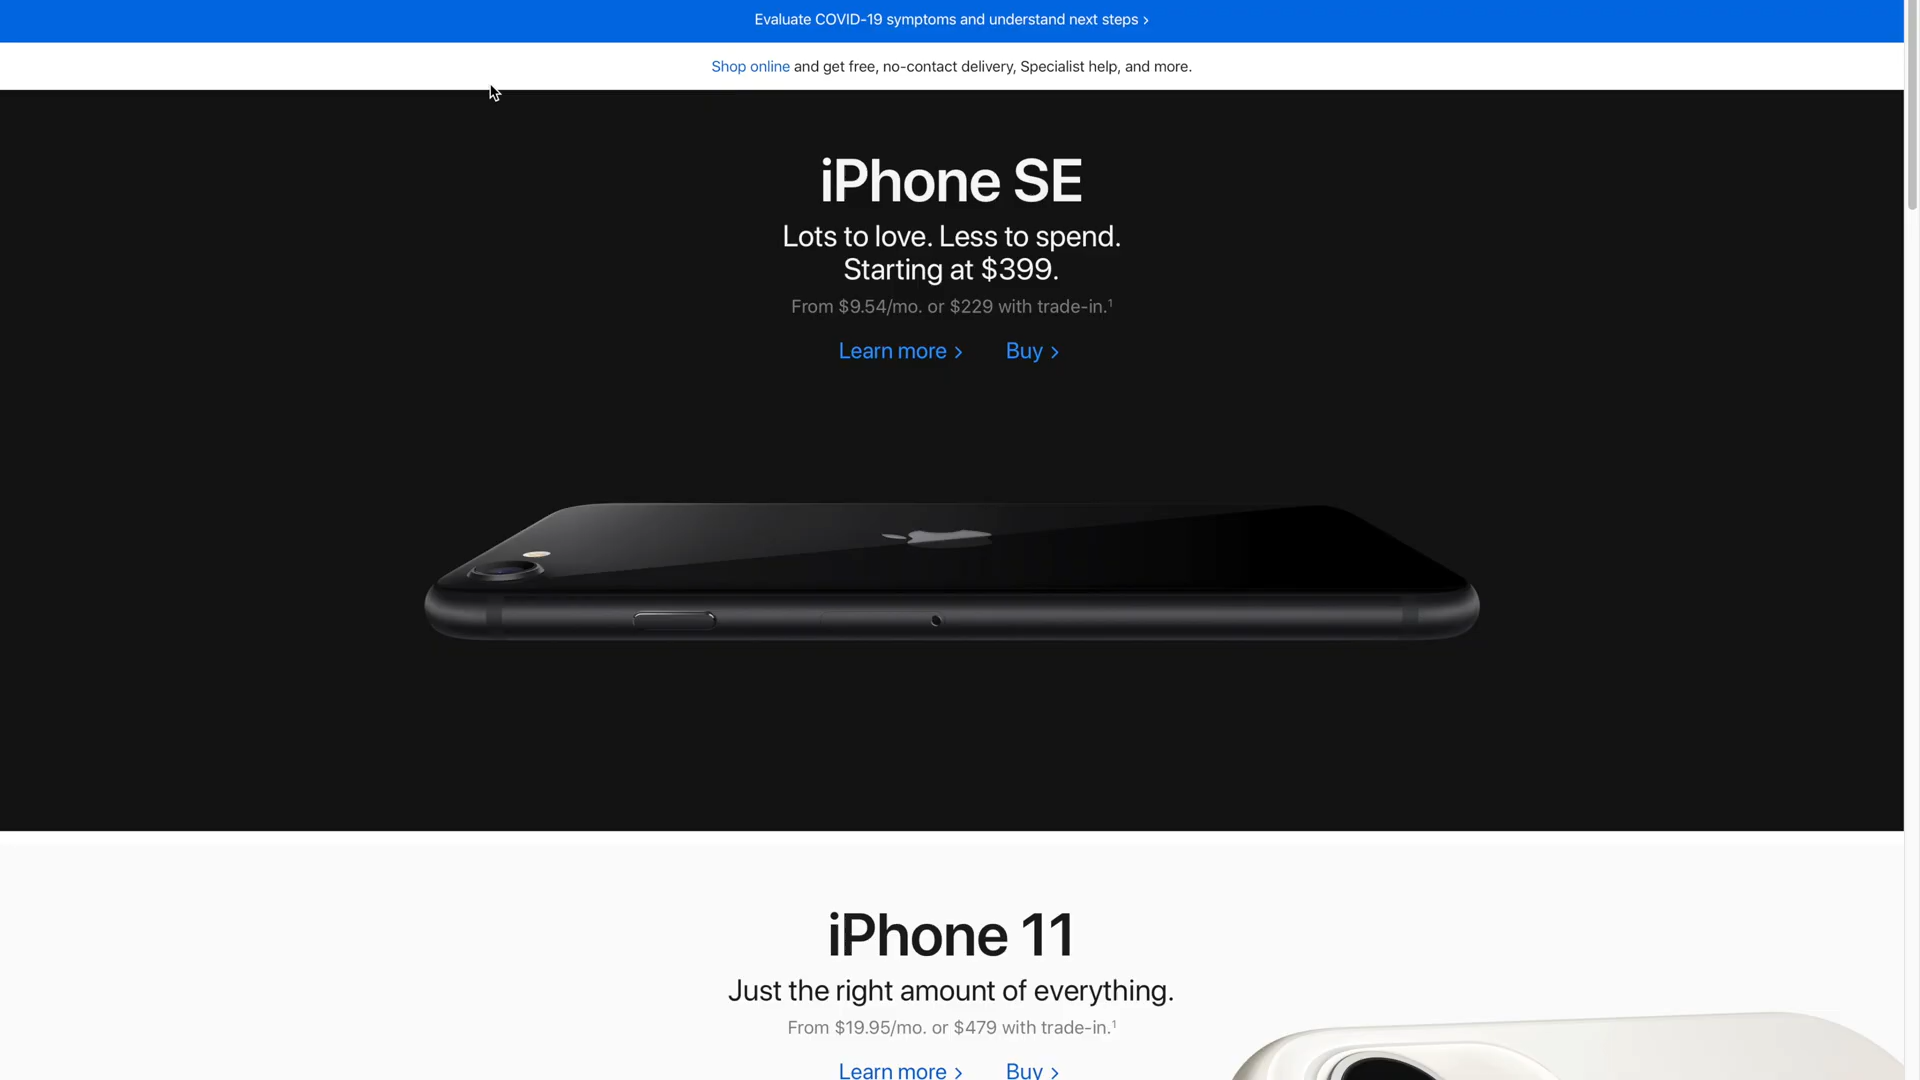 Evaluate COVID-19 symptoms and understand next steps ›
Shop online and get free, no-contact delivery, Specialist help, and more.
iPhone SE
Lots to love. Less to spend.
Starting at $399.
From $9.54/mo. or $229 with trade-in.¹
Learn more › Buy ›
iPhone 11
Just the right amount of everything.
From $19.95/mo. or $479 with trade-in.¹
Learn more › Buy ›